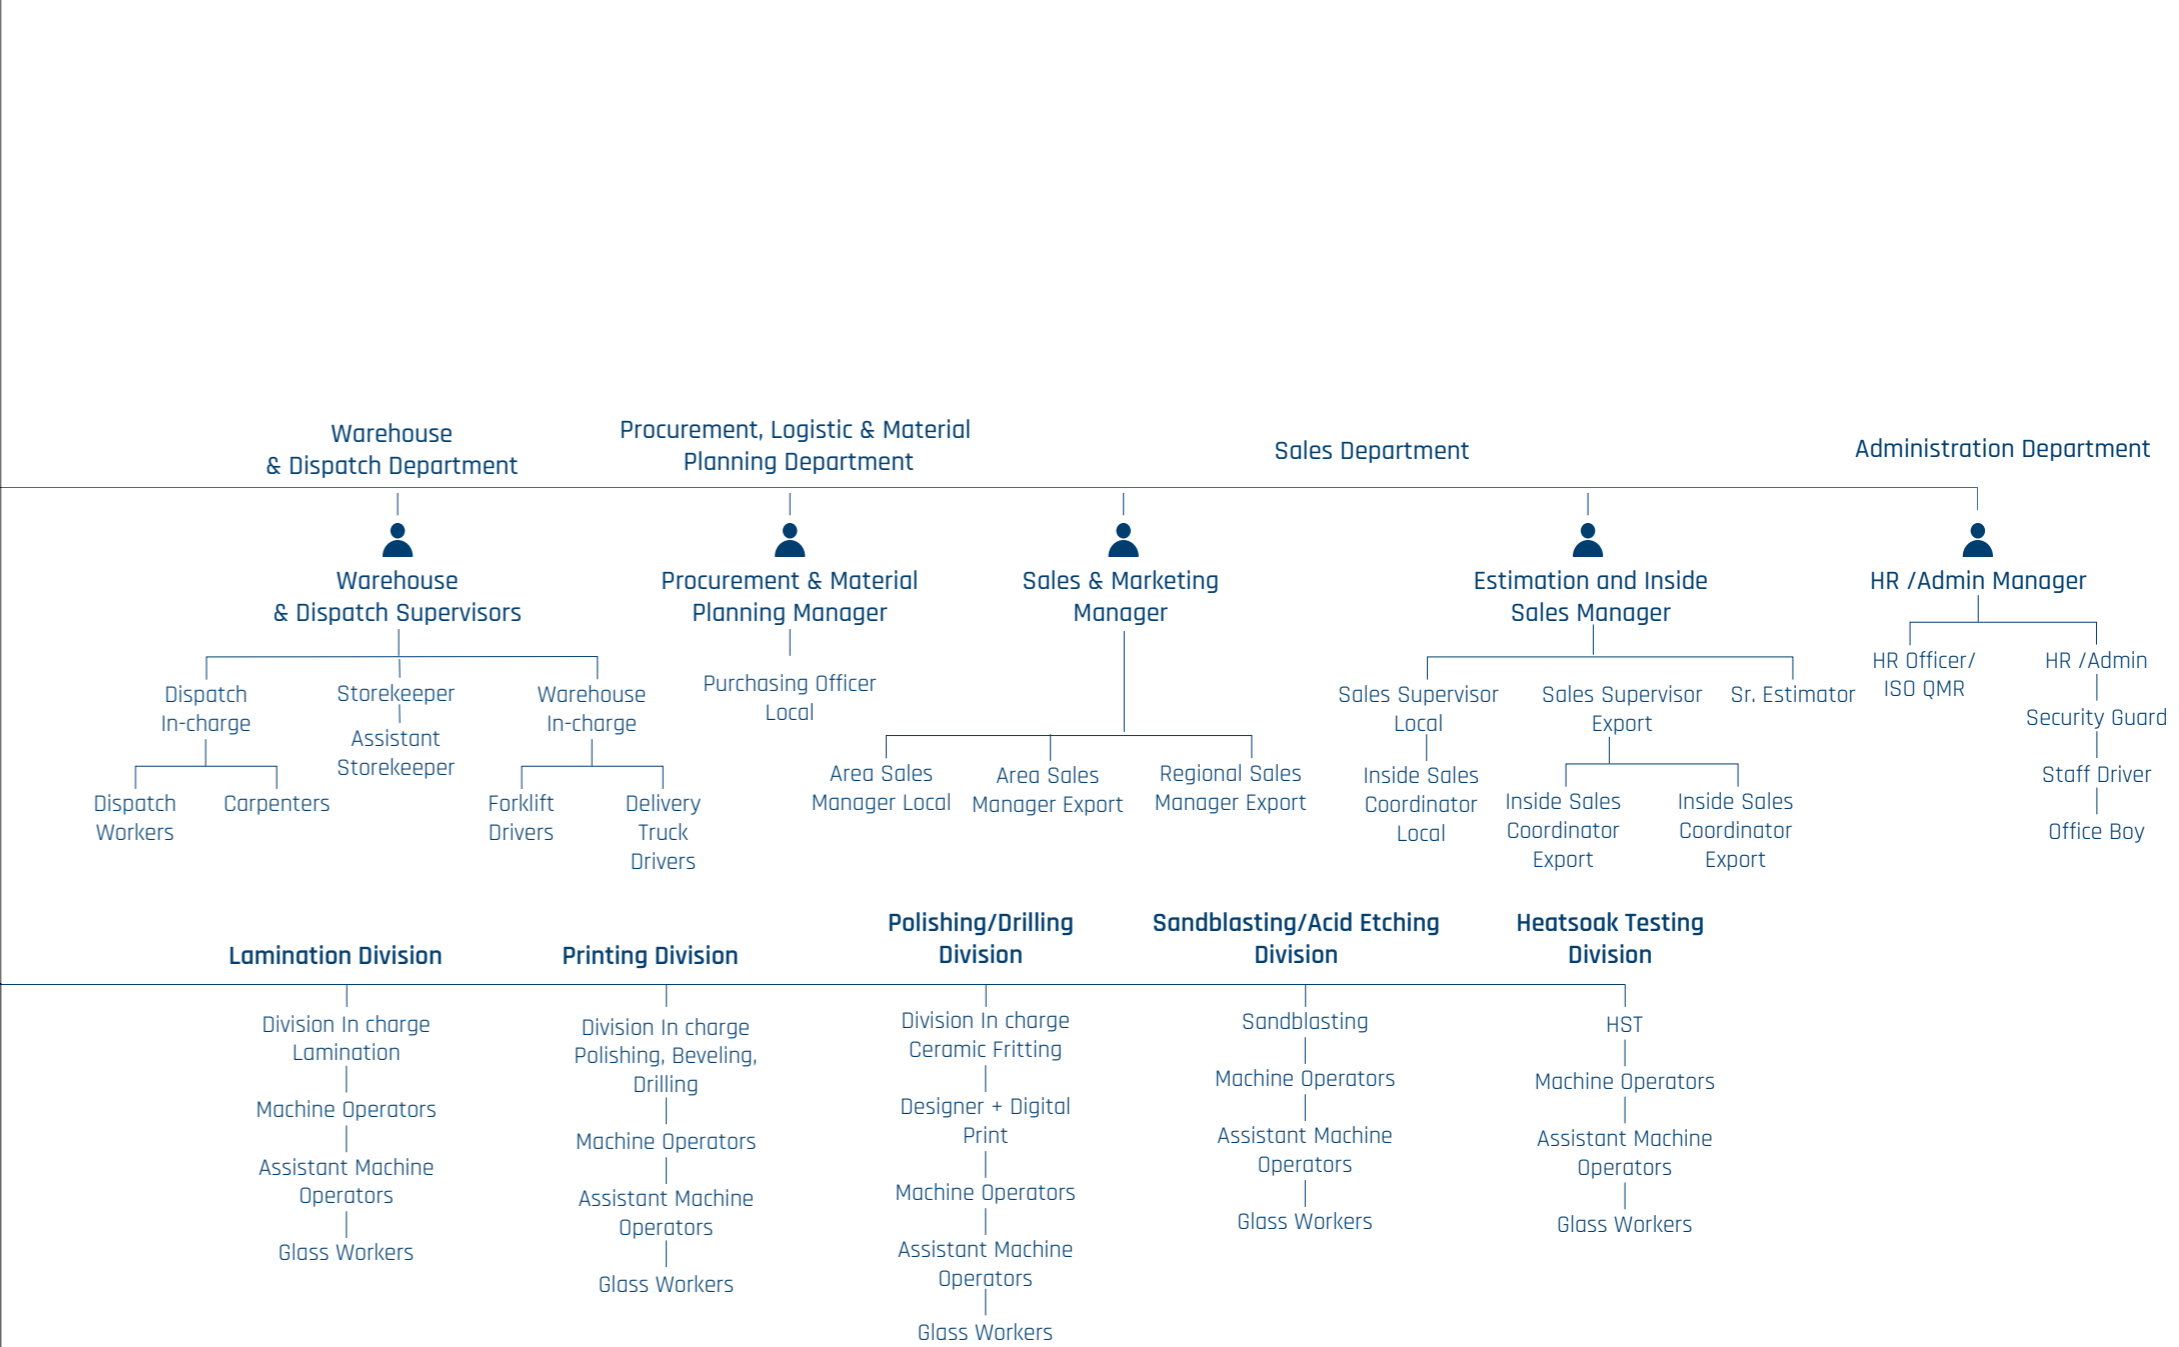 Warehouse
& Dispatch Department
Procurement, Logistic & Material
Planning Department
Sales Department
Administration Department
Warehouse
& Dispatch Supervisors
Procurement & Material
Planning Manager
Sales & Marketing
Manager
Estimation and Inside
Sales Manager
HR /Admin Manager
Dispatch
In-charge
Storekeeper
Assistant
Storekeeper
Warehouse
In-charge
Dispatch
Workers
Carpenters
Forklift
Drivers
Delivery
Truck
Drivers
Purchasing Officer
Local
Area Sales
Manager Local
Area Sales
Manager Export
Regional Sales
Manager Export
Sales Supervisor
Local
Inside Sales
Coordinator
Local
Sales Supervisor
Export
Inside Sales
Coordinator
Export
Inside Sales
Coordinator
Export
Sr. Estimator
HR Officer/
ISO QMR
HR /Admin
Security Guard
Staff Driver
Office Boy
Lamination Division
Division In charge
Lamination
Machine Operators
Assistant Machine
Operators
Glass Workers
Printing Division
Division In charge
Polishing, Beveling,
Drilling
Machine Operators
Assistant Machine
Operators
Glass Workers
Polishing/Drilling
Division
Division In charge
Ceramic Fritting
Designer + Digital
Print
Machine Operators
Assistant Machine
Operators
Glass Workers
Sandblasting/Acid Etching
Division
Sandblasting
Machine Operators
Assistant Machine
Operators
Glass Workers
Heatsoak Testing
Division
HST
Machine Operators
Assistant Machine
Operators
Glass Workers